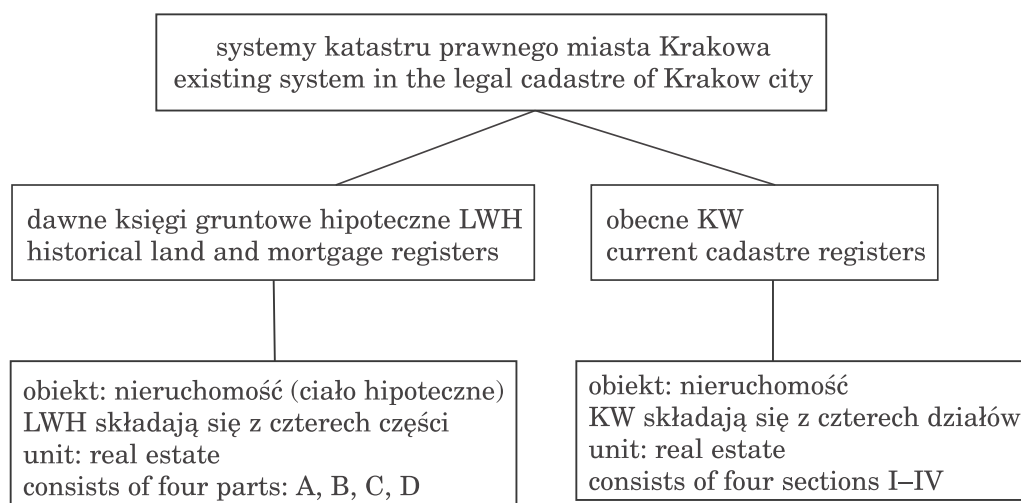 systemy katastru prawnego miasta Krakowa
existing system in the legal cadastre of Krakow city
dawne księgi gruntowe hipoteczne LWH
historical land and mortgage registers
obecne KW
current cadastre registers
obiekt: nieruchomość (ciało hipoteczne)
LWH składają się z czterech części
unit: real estate
consists of four parts: A, B, C, D
obiekt: nieruchomość
KW składają się z czterech działów
unit: real estate
consists of four sections I–IV